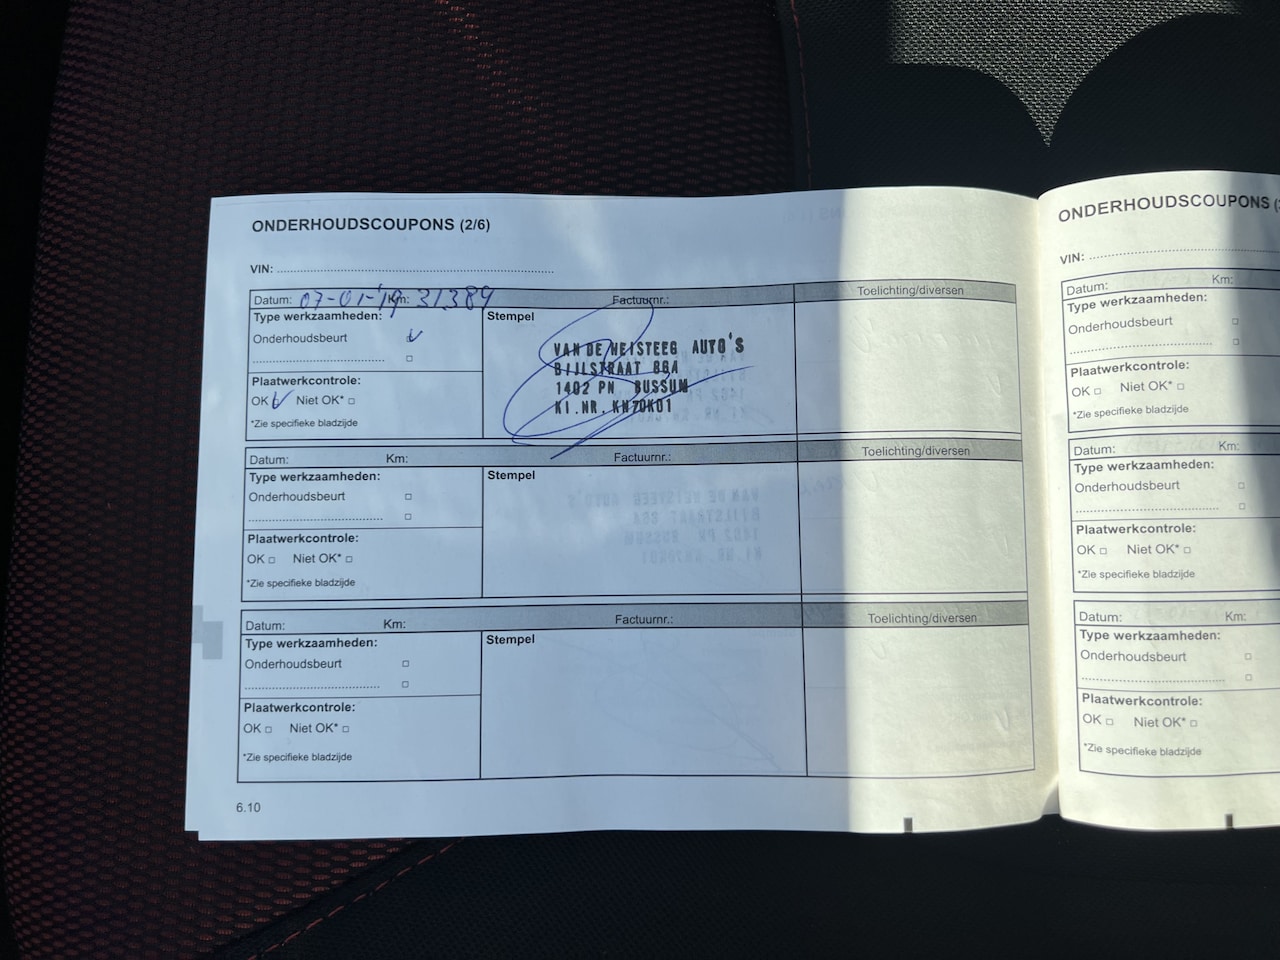 ONDERHOUDSCOUPONS (2/6)
VIN:
Datum: 07-01-'19 Km: 31389 Factuurnr.: Toelichting/diversen
Type werkzaamheden:
Stempel
Onderhoudsbeurt
VAN DE HEISTEEG AUTO'S
BIJLSTRAAT 86A
1402 PN BUSSUM
KI.NR. KN70K01
Plaatwerkcontrole:
OK Niet OK*
*Zie specifieke bladzijde
Datum: Km: Factuurnr.: Toelichting/diversen
Type werkzaamheden:
Stempel
Onderhoudsbeurt
Plaatwerkcontrole:
OK Niet OK*
*Zie specifieke bladzijde
Datum: Km: Factuurnr.: Toelichting/diversen
Type werkzaamheden:
Stempel
Onderhoudsbeurt
Plaatwerkcontrole:
OK Niet OK*
*Zie specifieke bladzijde
6.10
ONDERHOUDSCOUPONS
VIN:
Datum: Km:
Type werkzaamheden:
Onderhoudsbeurt
Plaatwerkcontrole:
OK Niet OK*
*Zie specifieke bladzijde
Datum: Km:
Type werkzaamheden:
Onderhoudsbeurt
Plaatwerkcontrole:
OK Niet OK*
*Zie specifieke bladzijde
Datum: Km:
Type werkzaamheden:
Onderhoudsbeurt
Plaatwerkcontrole:
OK Niet OK*
*Zie specifieke bladzijde